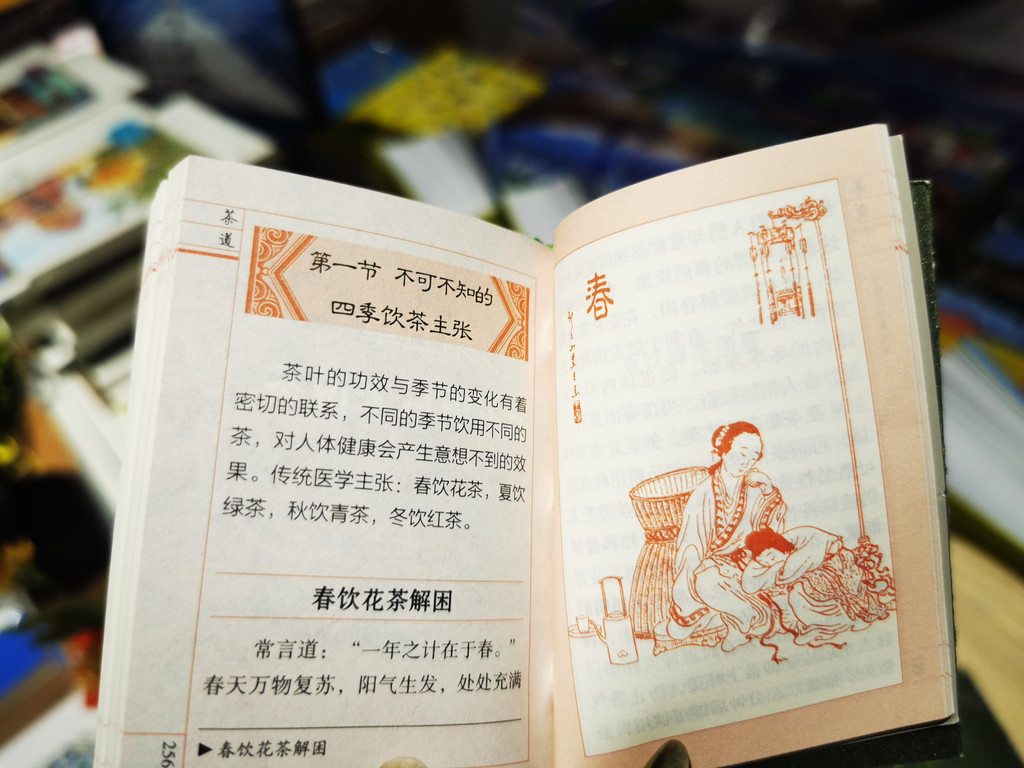 茶
道
第一节 不可不知的
四季饮茶主张
茶叶的功效与季节的变化有着
密切的联系，不同的季节饮用不同的
茶，对人体健康会产生意想不到的效
果。传统医学主张：春饮花茶，夏饮
绿茶，秋饮青茶，冬饮红茶。
春饮花茶解困
常言道：“一年之计在于春。”
春天万物复苏，阳气生发，处处充满
256
▶春饮花茶解困
春